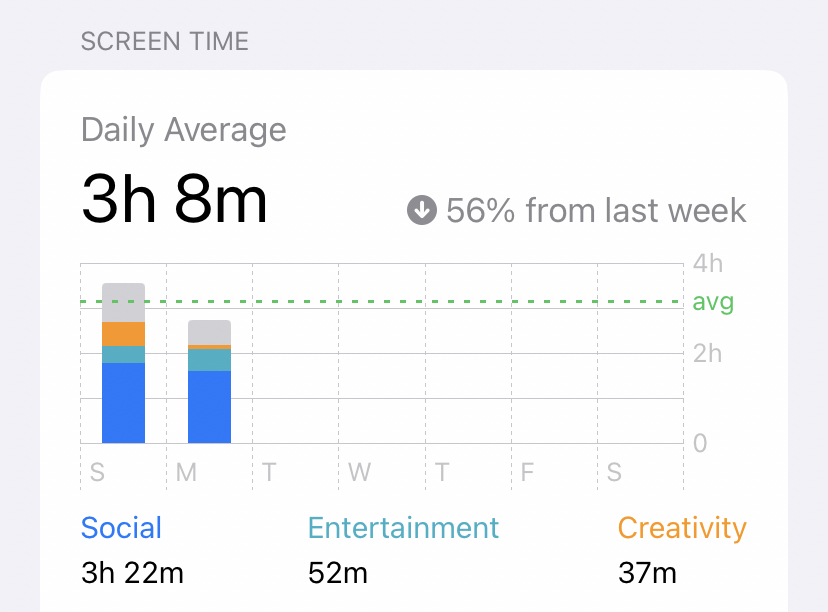 SCREEN TIME
Daily Average
3h 8m
56% from last week
4h
avg
2h
0
S M T W T F S
Social Entertainment Creativity
3h 22m 52m 37m